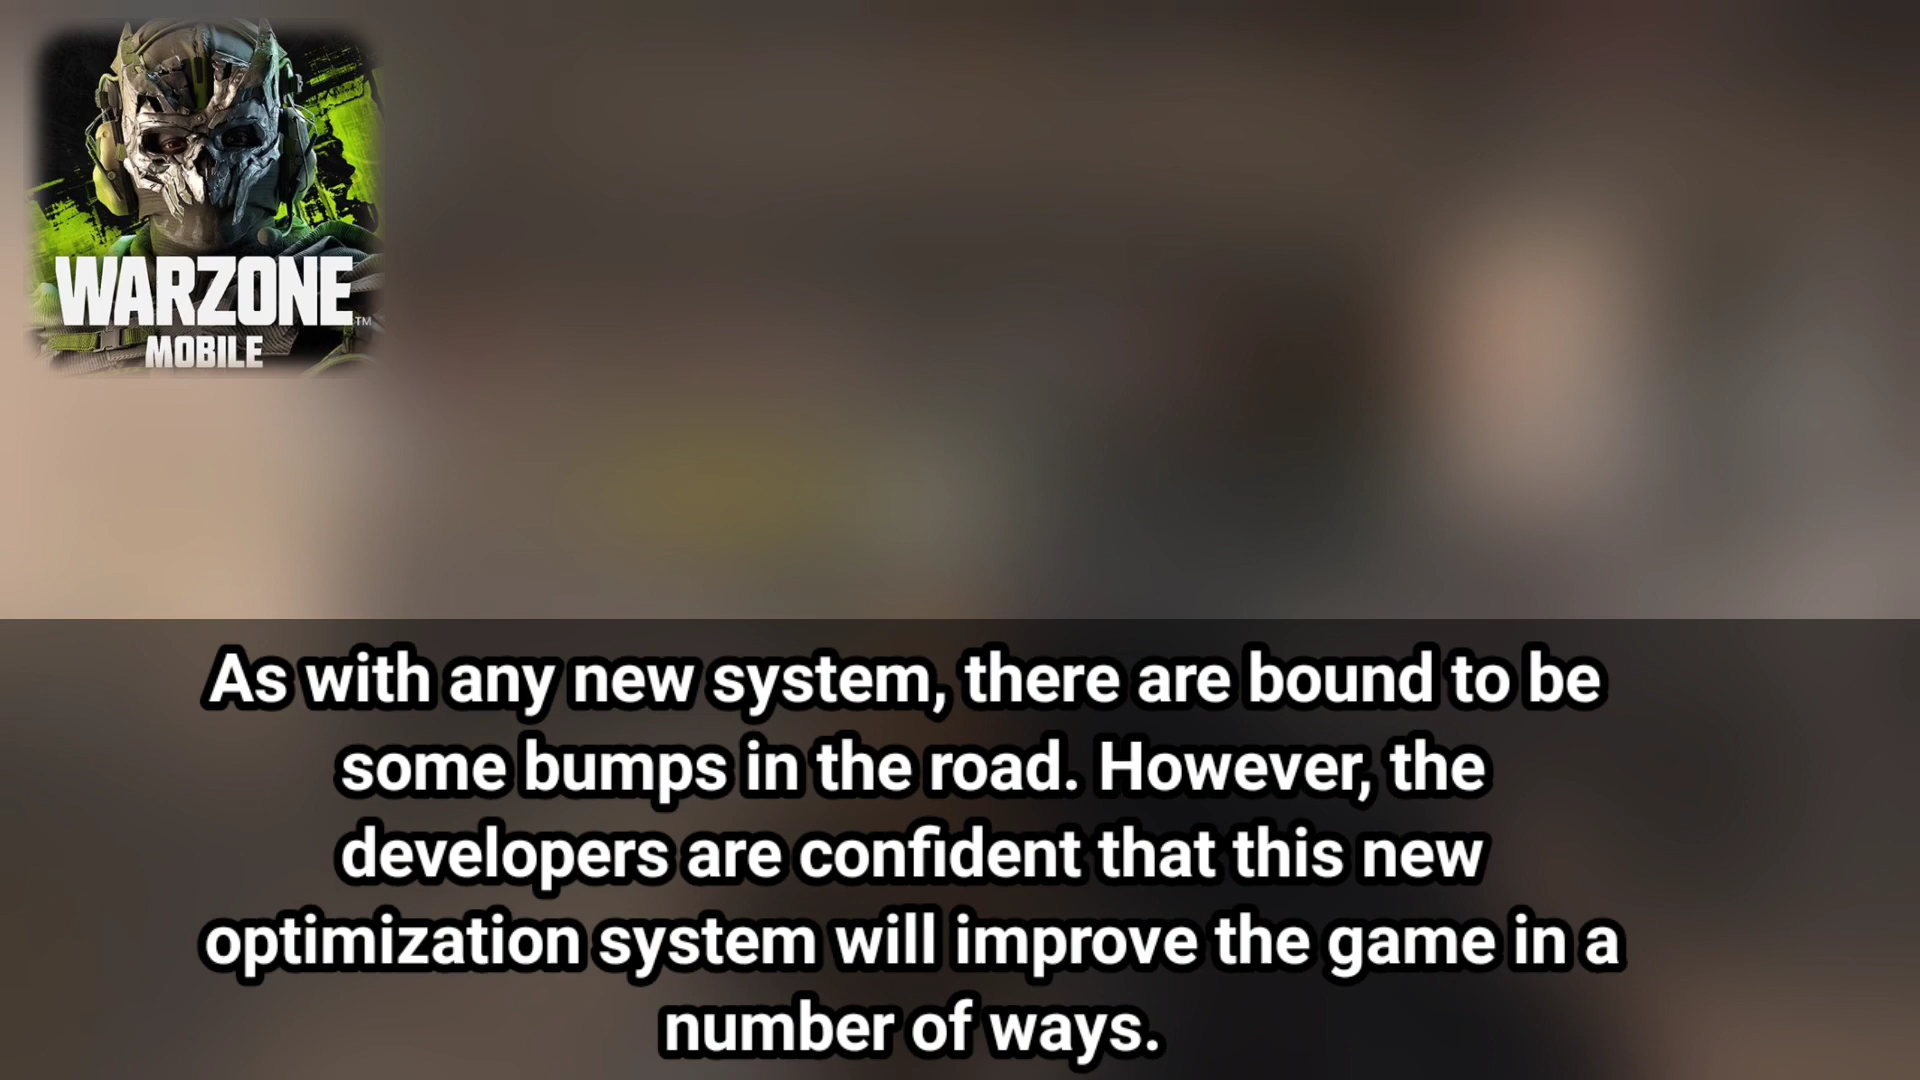 WARZONE™
MOBILE
As with any new system, there are bound to be
some bumps in the road. However, the
developers are confident that this new
optimization system will improve the game in a
number of ways.